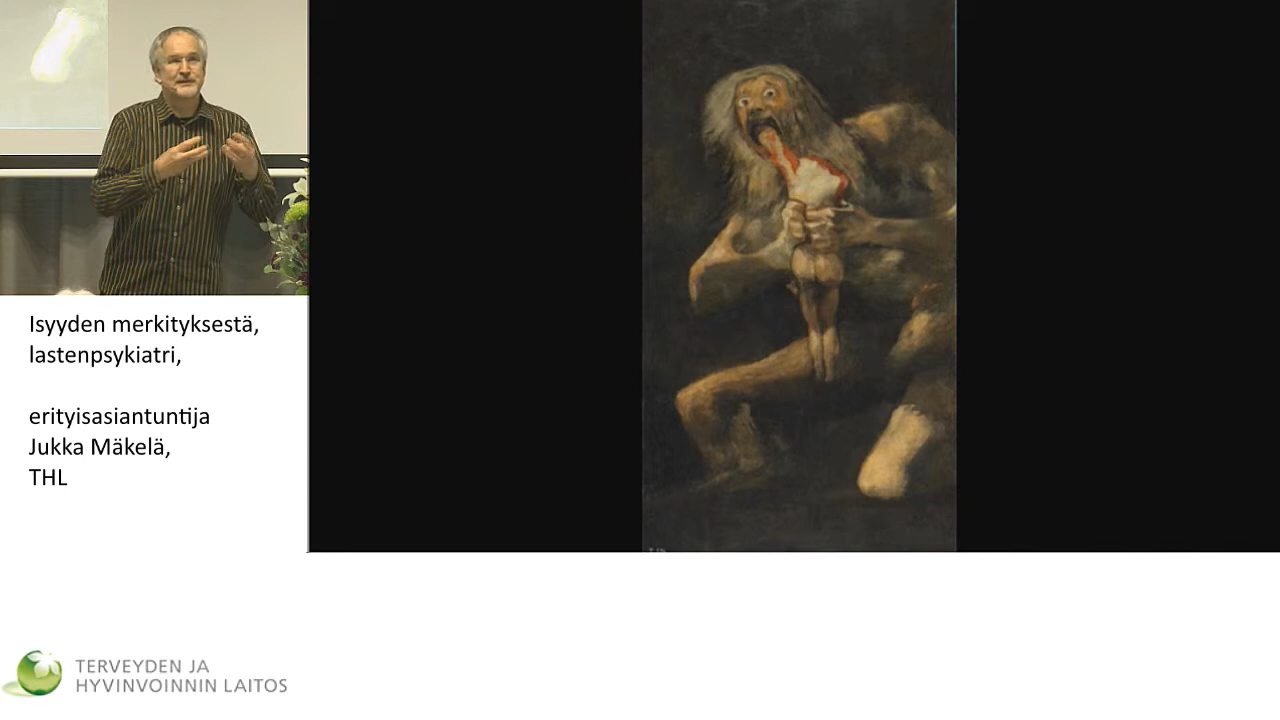 Isyyden merkityksestä,
lastenpsykiatri,
erityisasiantuntija
Jukka Mäkelä,
THL
TERVEYDEN JA
HYVINVOINNIN LAITOS